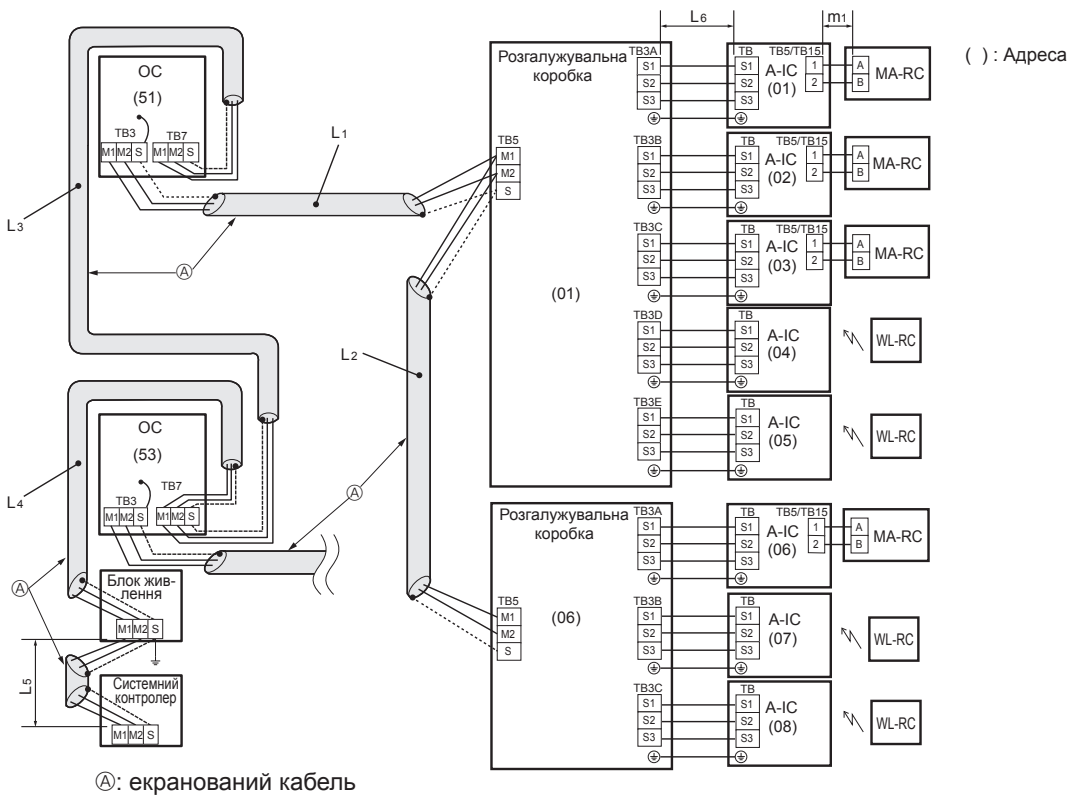 ОС
(51)
TB3
TB7
M1 M2 S
M1 M2 S
L1
L3
Ⓐ
L2
ОС
(53)
TB7
TB3
M1 M2 S
M1 M2 S
L4
Ⓐ
Ⓐ
Блок жив-
лення
M1 M2 S
L5
Системний
контролер
M1 M2 S
Розгалужувальна
коробка
TB5
M1
M2
S
(01)
L6
m1
TB3A
S1
S2
S3
TB
S1
S2
S3
A-IC
(01)
TB5/TB15
1
2
A
B
MA-RC
TB3B
S1
S2
S3
TB
S1
S2
S3
A-IC
(02)
TB5/TB15
1
2
A
B
MA-RC
TB3C
S1
S2
S3
TB
S1
S2
S3
A-IC
(03)
TB5/TB15
1
2
A
B
MA-RC
TB3D
S1
S2
S3
TB
S1
S2
S3
A-IC
(04)
WL-RC
TB3E
S1
S2
S3
TB
S1
S2
S3
A-IC
(05)
WL-RC
Розгалужувальна
коробка
TB5
M1
M2
S
(06)
TB3A
S1
S2
S3
TB
S1
S2
S3
A-IC
(06)
TB5/TB15
1
2
A
B
MA-RC
TB3B
S1
S2
S3
TB
S1
S2
S3
A-IC
(07)
WL-RC
TB3C
S1
S2
S3
TB
S1
S2
S3
A-IC
(08)
WL-RC
( ) : Адреса
Ⓐ: екранований кабель